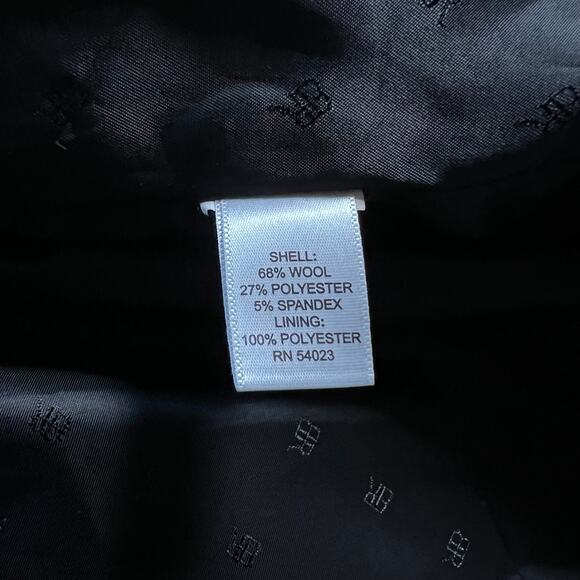 SHELL:
68% WOOL
27% POLYESTER
5% SPANDEX
LINING:
100% POLYESTER
RN 54023